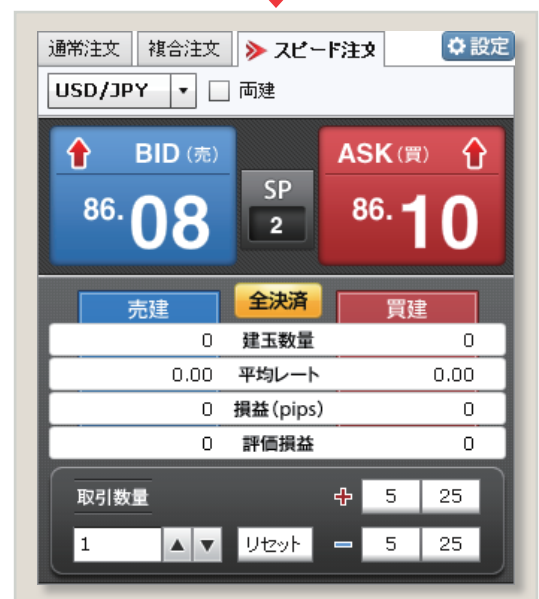 通常注文 複合注文 スピード注文 設定
USD/JPY 両建
BID (売) ASK (買)
86.08 SP 2 86.10
売建 全決済 買建
0 建玉数量 0
0.00 平均レート 0.00
0 損益(pips) 0
0 評価損益 0
取引数量 5 25
1 リセット 5 25